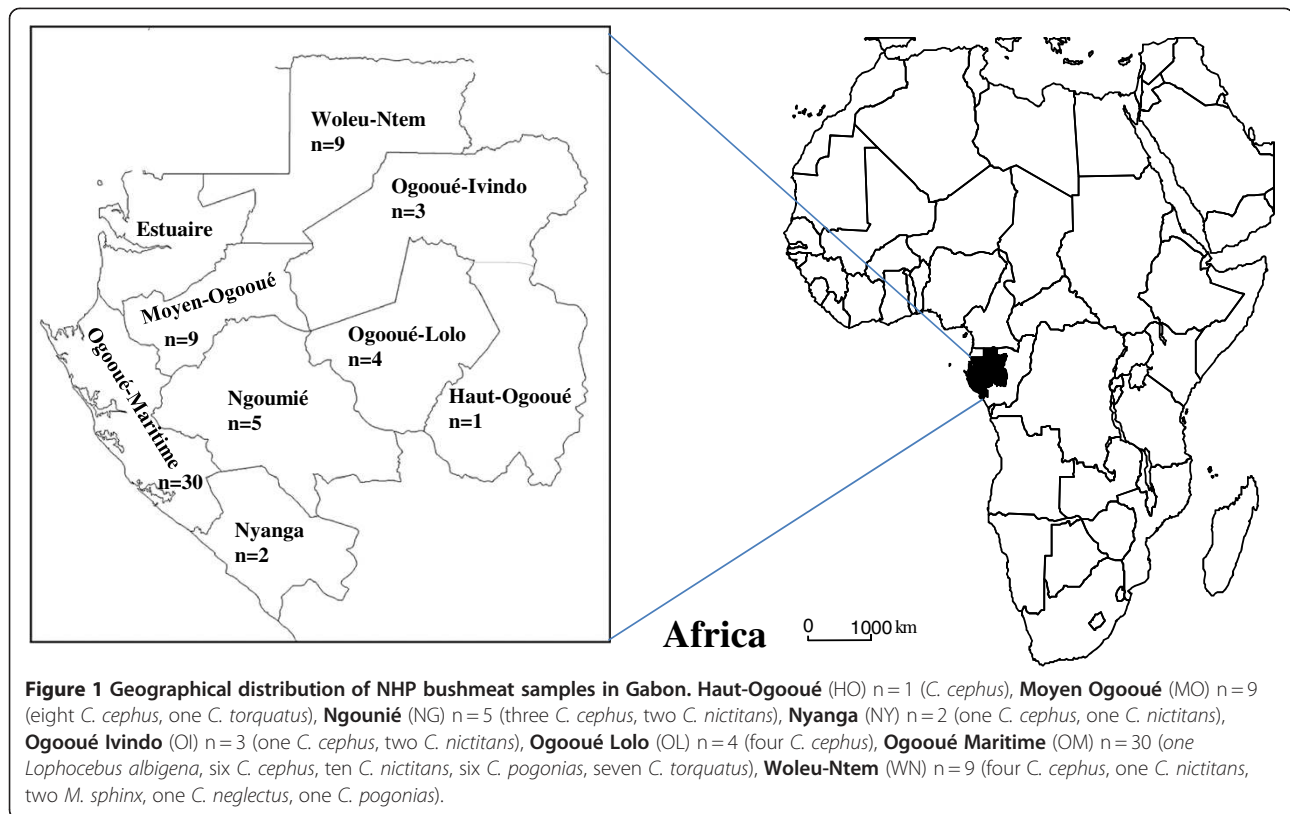 Woleu-Ntem
n=9
Ogooué-Ivindo
n=3
Estuaire
Moyen-Ogooué
n=9
Ogooué-Lolo
n=4
Ogooué-Maritime
n=30
Ngoumié
n=5
Haut-Ogooué
n=1
Nyanga
n=2
Africa
0 1000 km
Figure 1 Geographical distribution of NHP bushmeat samples in Gabon. Haut-Ogooué (HO) n = 1 (C. cephus), Moyen Ogooué (MO) n = 9
(eight C. cephus, one C. torquatus), Ngounié (NG) n = 5 (three C. cephus, two C. nictitans), Nyanga (NY) n = 2 (one C. cephus, one C. nictitans),
Ogooué Ivindo (OI) n = 3 (one C. cephus, two C. nictitans), Ogooué Lolo (OL) n = 4 (four C. cephus), Ogooué Maritime (OM) n = 30 (one
Lophocebus albigena, six C. cephus, ten C. nictitans, six C. pogonias, seven C. torquatus), Woleu-Ntem (WN) n = 9 (four C. cephus, one C. nictitans,
two M. sphinx, one C. neglectus, one C. pogonias).